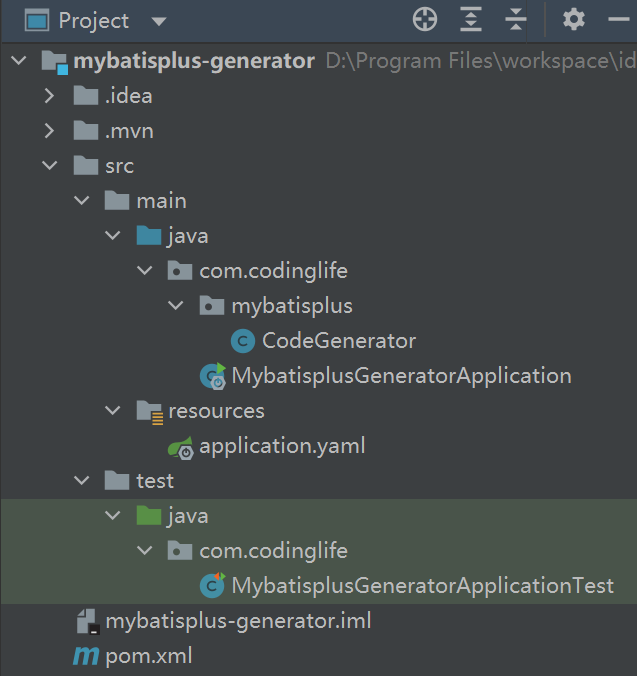 Project
mybatisplus-generator D:\Program Files\workspace\id
.idea
.mvn
src
main
java
com.codinglife
mybatisplus
CodeGenerator
MybatisplusGeneratorApplication
resources
application.yaml
test
java
com.codinglife
MybatisplusGeneratorApplicationTest
mybatisplus-generator.iml
pom.xml